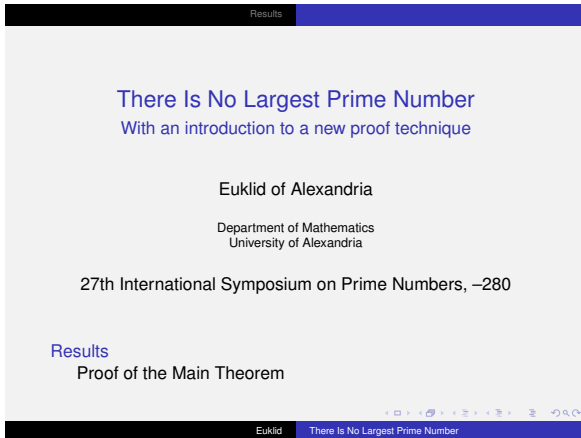 Results
There Is No Largest Prime Number
With an introduction to a new proof technique
Euklid of Alexandria
Department of Mathematics
University of Alexandria
27th International Symposium on Prime Numbers, –280
Results
Proof of the Main Theorem
Euklid There Is No Largest Prime Number